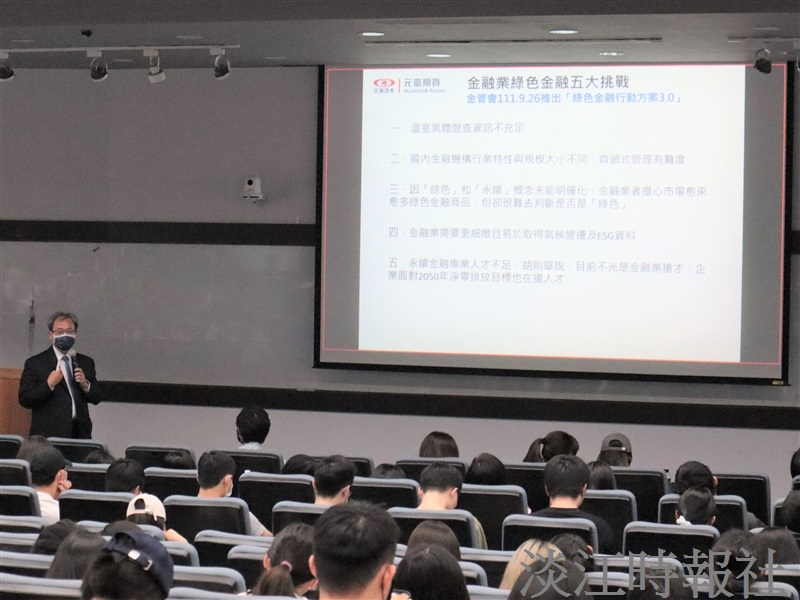 元富證券
元富期貨
MasterLink Futures
金融業綠色金融五大挑戰
金管會111.9.26推出「綠色金融行動方案3.0」
一、溫室氣體盤查資訊不充足
二、國內金融機構行業特性與規模大小不同，齊頭式管理有難度
三、因「綠色」和「永續」概念未能明確化，金融業者擔心市場愈來
愈多綠色金融商品，但卻很難去判斷是否是「綠色」
四、金融業需要更細緻且易於取得氣候變遷及ESG資料
五、永續金融專業人才不足，胡則華說，目前不光是金融業搶才，企
業面對2050年淨零排放目標也在搶人才
淡江時報社